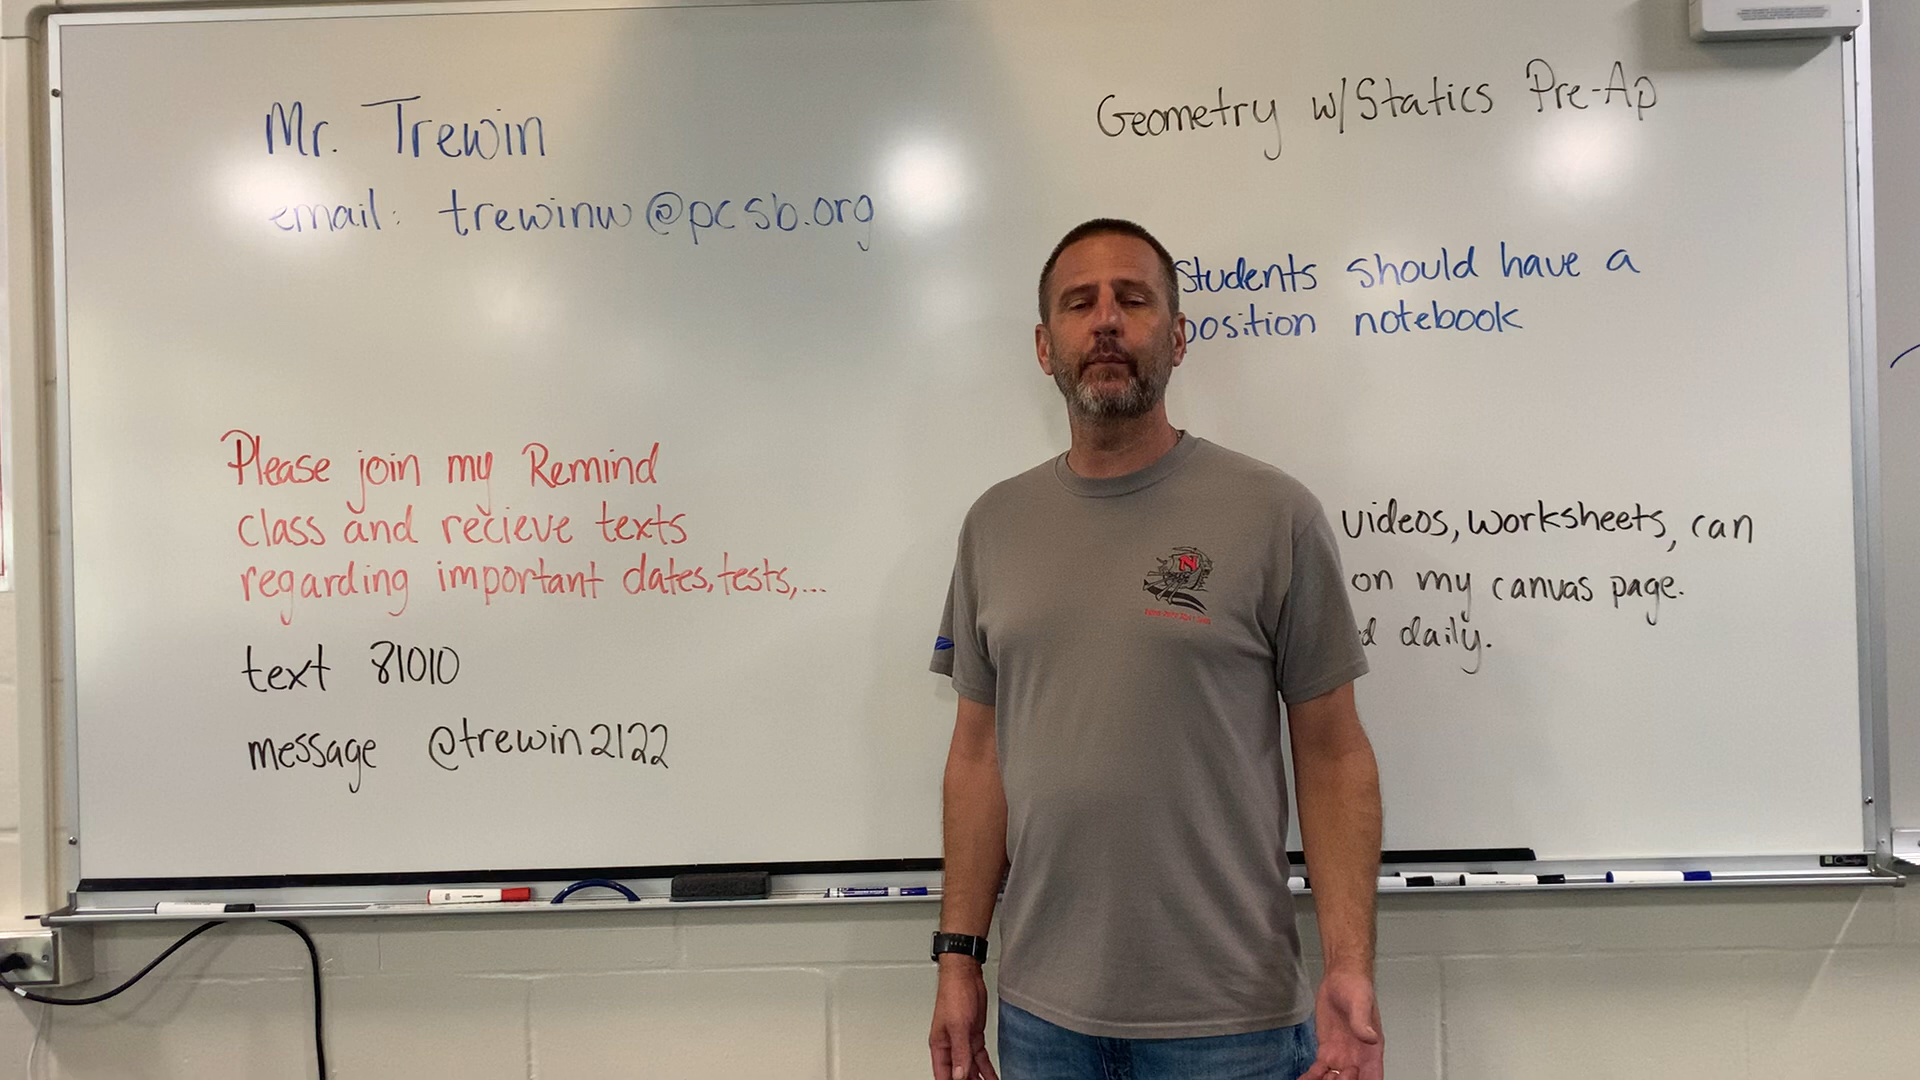 Mr. Trewin
email: trewinw@pcsb.org
Please join my Remind
class and recieve texts
regarding important dates, tests,...
text 81010
message @trewin2122
Geometry w/Statics Pre-Ap
Students should have a
position notebook
videos, worksheets, can
on my canvas page.
daily.
N